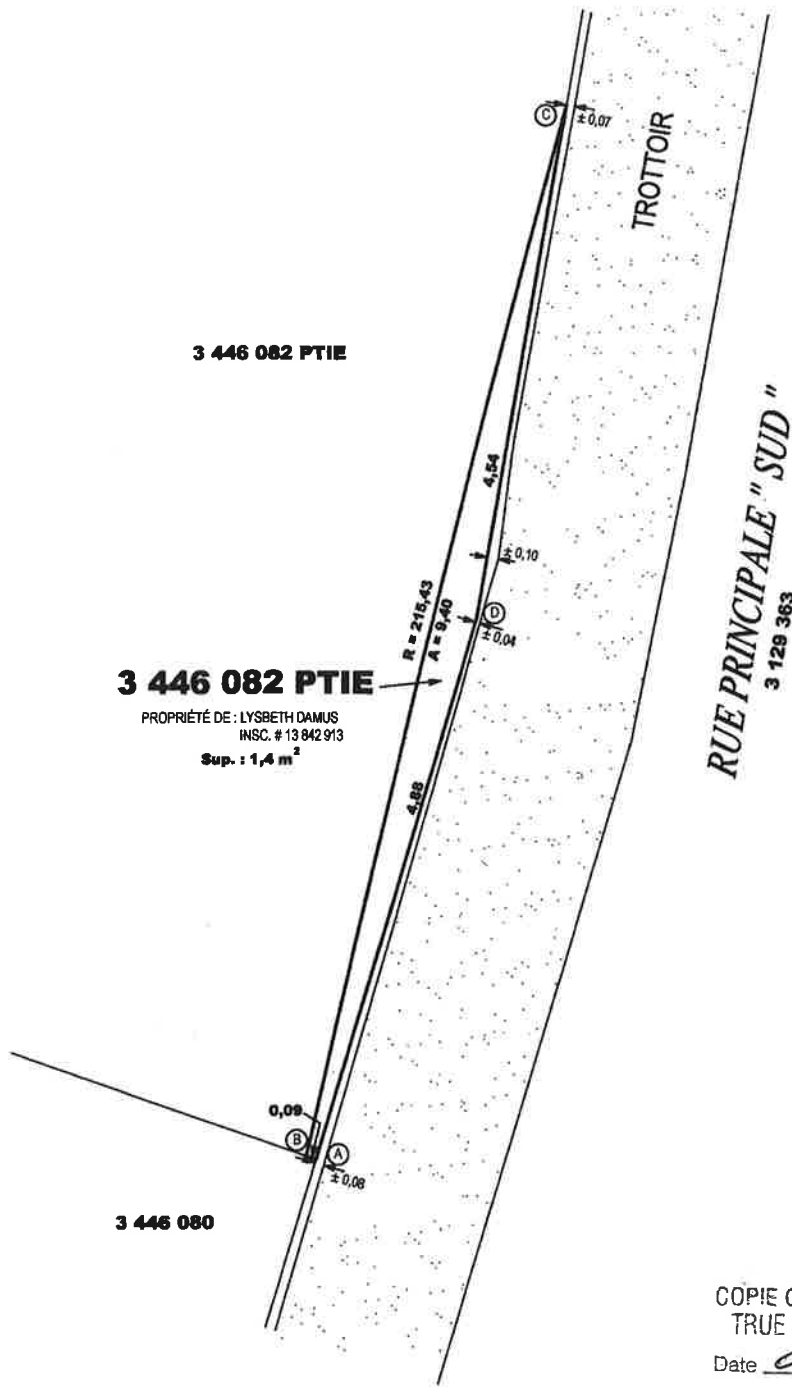 C
± 0,07
TROTTOIR
3 446 082 PTIE
4,54
± 0,10
RUE PRINCIPALE " SUD "
3 129 363
R = 215,43
A = 9,40
D
± 0,04
3 446 082 PTIE
PROPRIÉTÉ DE : LYSBETH DAMUS
INSC. # 13 842 913
Sup. : 1,4 m²
4,88
0,09
B
A
± 0,08
3 446 080
COPIE
TRUE
Date